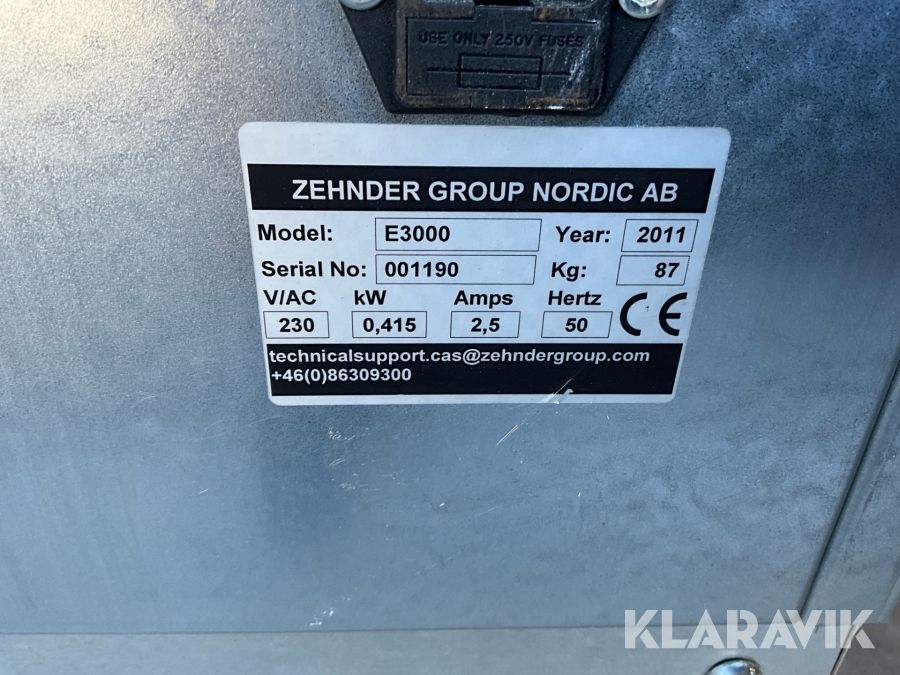 USE ONLY 250V FUSES
ZEHNDER GROUP NORDIC AB
Model: E3000 Year: 2011
Serial No: 001190 Kg: 87
V/AC kW Amps Hertz
230 0,415 2,5 50 CE
technicalsupport.cas@zehndergroup.com
+46(0)86309300
KLARAVIK